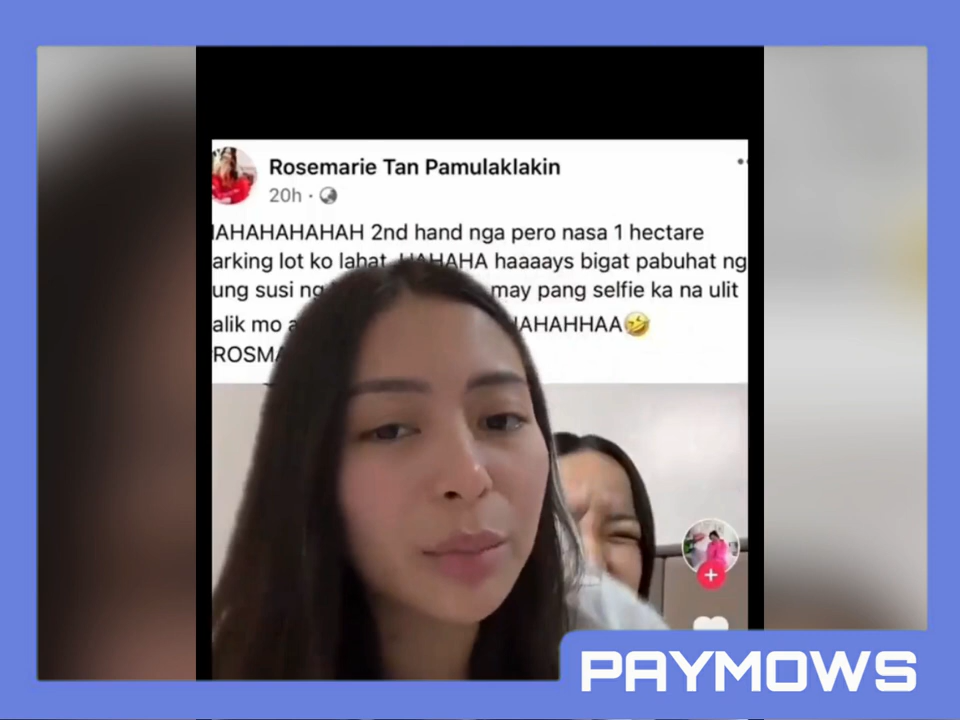 Rosemarie Tan Pamulaklakin
20h ·
IAHAHAHAHAH 2nd hand nga pero nasa 1 hectare
arking lot ko lahat HAHAHA haaaays bigat pabuhat ng
ung susi ng may pang selfie ka na ulit
alik mo AHAHHAA🤣
ROSMA
PAYMOWS